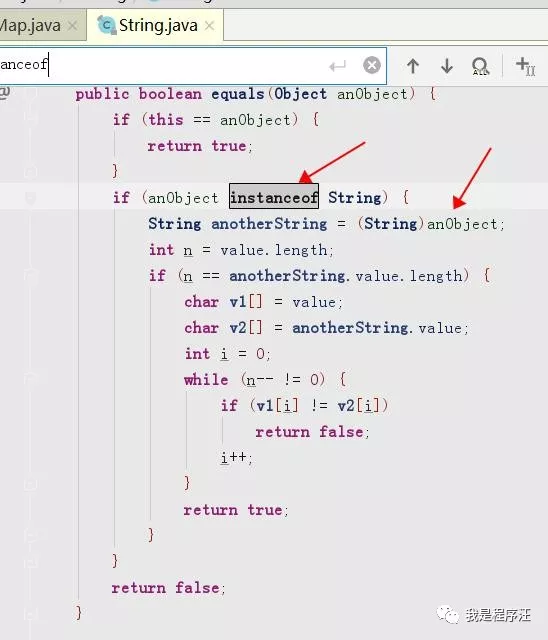 Map.java × String.java ×
anceof
@ public boolean equals(Object anObject) {
if (this == anObject) {
return true;
}
if (anObject instanceof String) {
String anotherString = (String)anObject;
int n = value.length;
if (n == anotherString.value.length) {
char v1[] = value;
char v2[] = anotherString.value;
int i = 0;
while (n-- != 0) {
if (v1[i] != v2[i])
return false;
i++;
}
return true;
}
}
return false;
}
我是程序汪